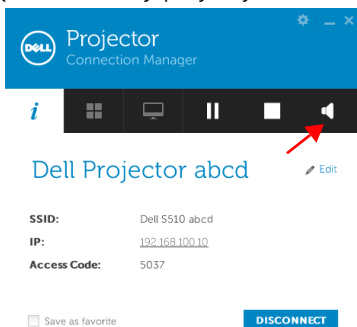 DELL
Projector
Connection Manager
i
Dell Projector abcd
Edit
SSID: Dell S510 abcd
IP: 192.168.100.10
Access Code: 5037
Save as favorite
DISCONNECT